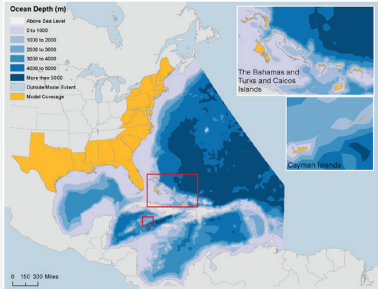 Ocean Depth (m)
Above Sea Level
0 to 1000
1000 to 2000
2000 to 3000
3000 to 4000
4000 to 5000
More than 5000
Outside Model Extent
Model Coverage
The Bahamas and
Turks and Caicos
Islands
Cayman Islands
0 150 300 Miles